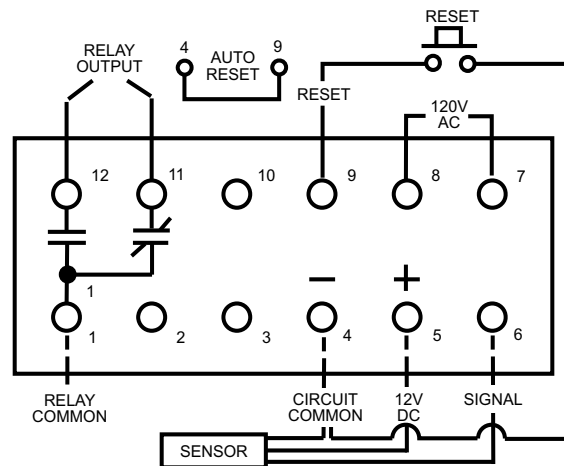 RESET
RELAY
OUTPUT
4
AUTO
RESET
9
RESET
120V
AC
12
11
10
9
8
7
1
−
+
1
2
3
4
5
6
RELAY
COMMON
CIRCUIT
COMMON
12V
DC
SIGNAL
SENSOR